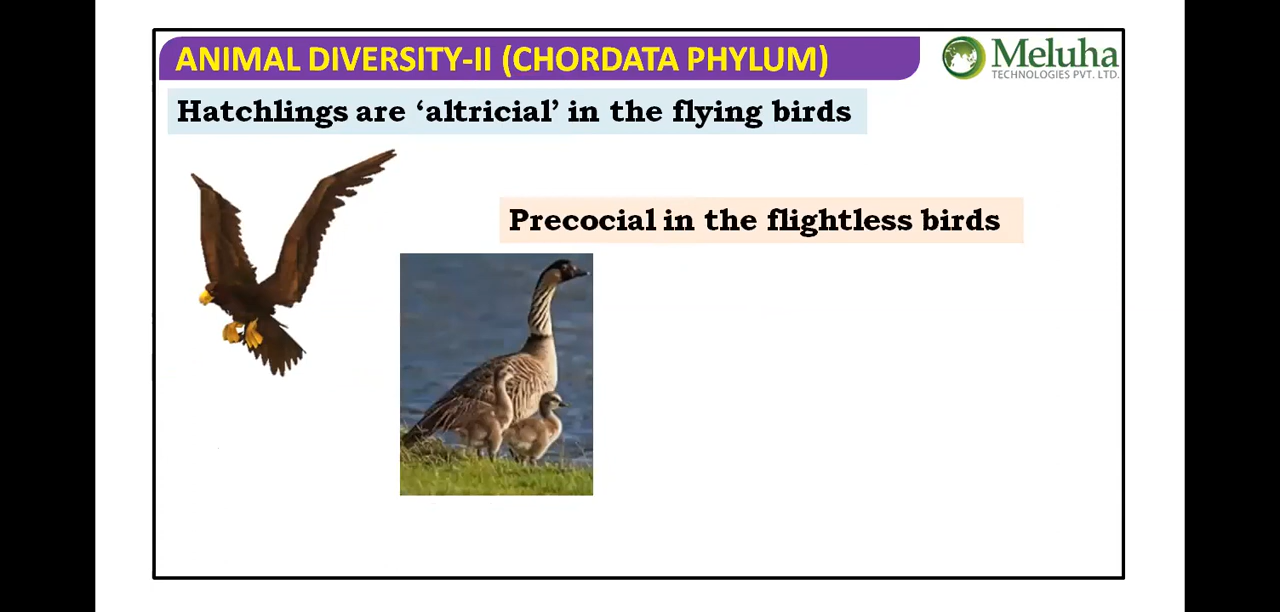 ANIMAL DIVERSITY-II (CHORDATA PHYLUM)
Meluha
TECHNOLOGIES PVT. LTD.
Hatchlings are ‘altricial’ in the flying birds
Precocial in the flightless birds